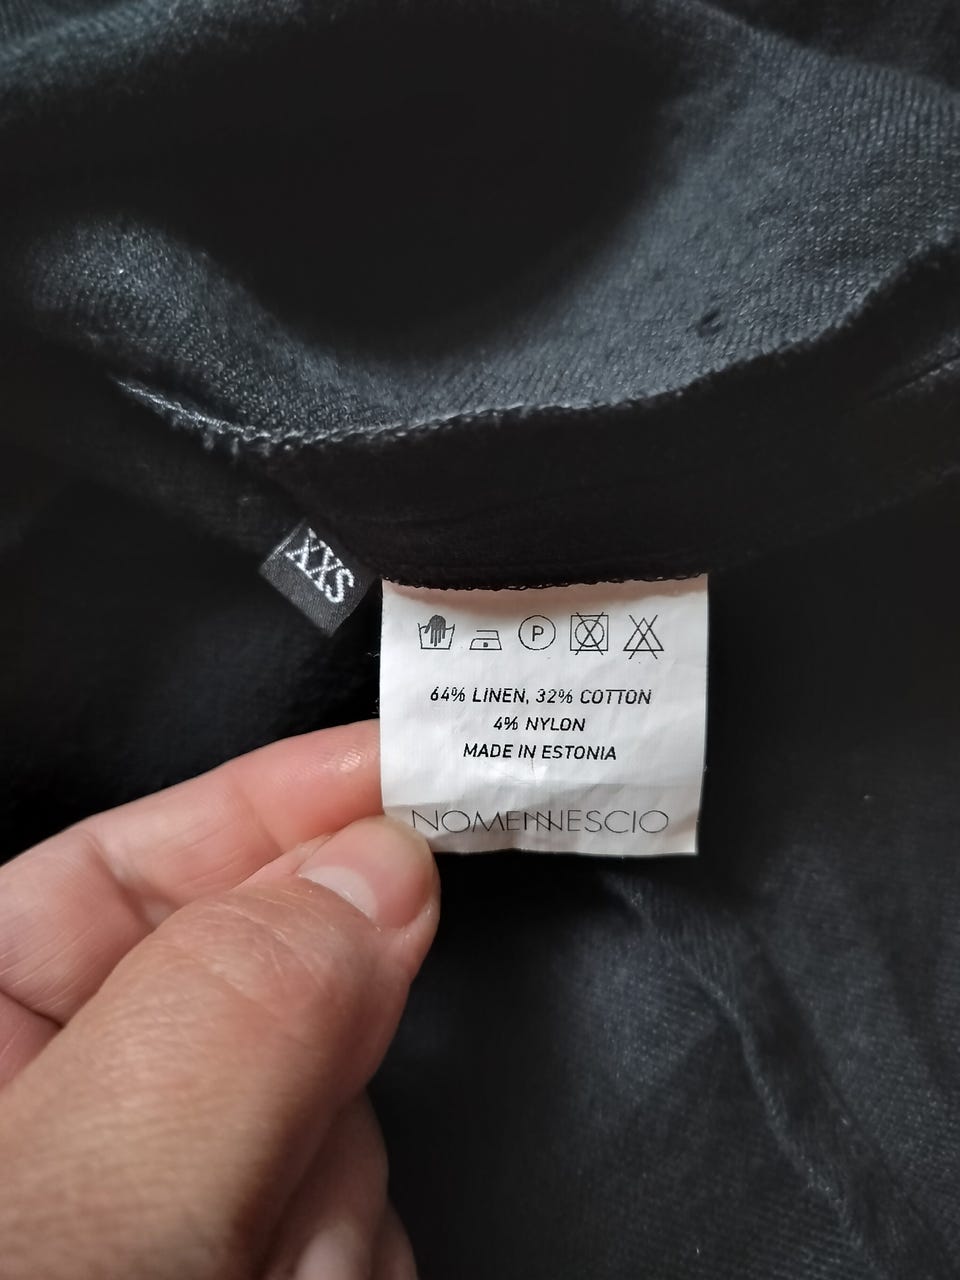 XXS
P
64% LINEN, 32% COTTON
4% NYLON
MADE IN ESTONIA
NOMENNESCIO